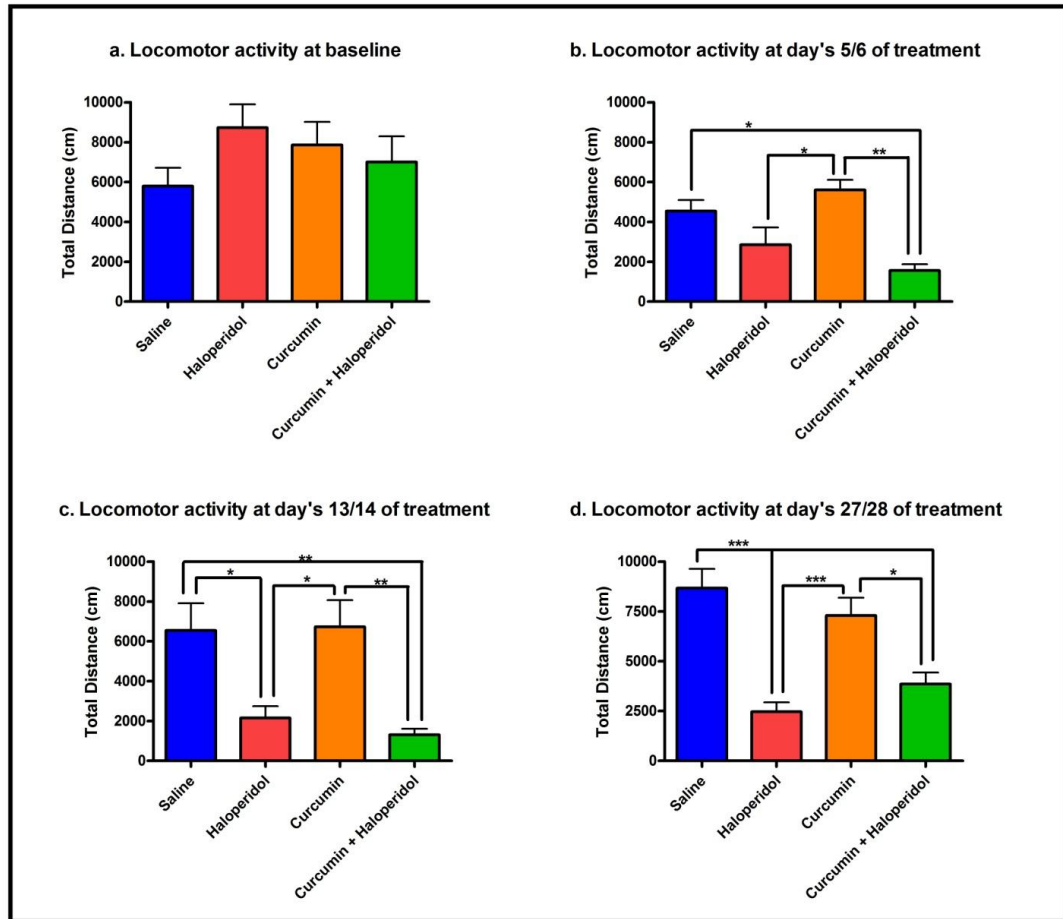 a. Locomotor activity at baseline
Total Distance (cm)
10000
8000
6000
4000
2000
0
Saline
Haloperidol
Curcumin
Curcumin + Haloperidol
b. Locomotor activity at day's 5/6 of treatment
Total Distance (cm)
10000
8000
6000
4000
2000
0
*
*
**
Saline
Haloperidol
Curcumin
Curcumin + Haloperidol
c. Locomotor activity at day's 13/14 of treatment
Total Distance (cm)
10000
8000
6000
4000
2000
0
**
*
*
**
Saline
Haloperidol
Curcumin
Curcumin + Haloperidol
d. Locomotor activity at day's 27/28 of treatment
Total Distance (cm)
10000
7500
5000
2500
0
***
***
*
Saline
Haloperidol
Curcumin
Curcumin + Haloperidol